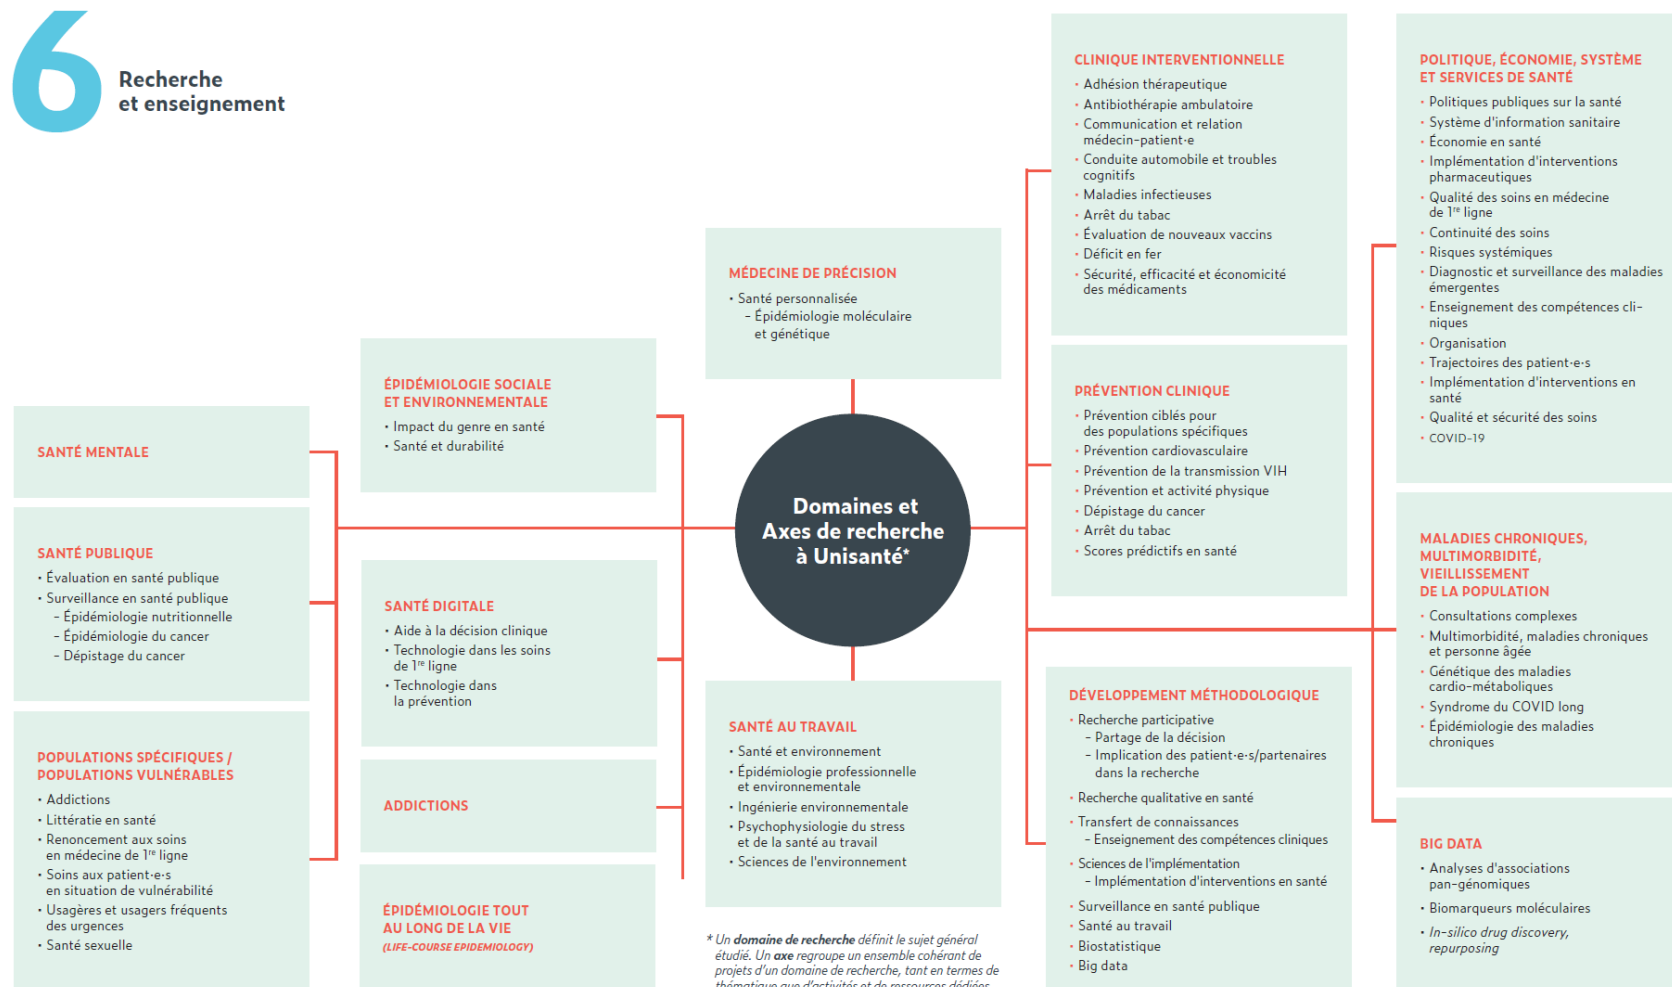 6
Recherche
et enseignement
SANTÉ MENTALE
SANTÉ PUBLIQUE
• Évaluation en santé publique
• Surveillance en santé publique
– Épidémiologie nutritionnelle
– Épidémiologie du cancer
– Dépistage du cancer
POPULATIONS SPÉCIFIQUES /
POPULATIONS VULNÉRABLES
• Addictions
• Littératie en santé
• Renoncement aux soins
en médecine de 1re ligne
• Soins aux patient·e·s
en situation de vulnérabilité
• Usagères et usagers fréquents
des urgences
• Santé sexuelle
ÉPIDÉMIOLOGIE SOCIALE
ET ENVIRONNEMENTALE
• Impact du genre en santé
• Santé et durabilité
SANTÉ DIGITALE
• Aide à la décision clinique
• Technologie dans les soins
de 1re ligne
• Technologie dans
la prévention
ADDICTIONS
ÉPIDÉMIOLOGIE TOUT
AU LONG DE LA VIE
(LIFE-COURSE EPIDEMIOLOGY)
MÉDECINE DE PRÉCISION
• Santé personnalisée
– Épidémiologie moléculaire
et génétique
Domaines et
Axes de recherche
à Unisanté*
SANTÉ AU TRAVAIL
• Santé et environnement
• Épidémiologie professionnelle
et environnementale
• Ingénierie environnementale
• Psychophysiologie du stress
et de la santé au travail
• Sciences de l'environnement
* Un domaine de recherche définit le sujet général
étudié. Un axe regroupe un ensemble cohérent de
projets d'un domaine de recherche, tant en termes de
thématique que d'activités et de ressources dédiées
CLINIQUE INTERVENTIONNELLE
• Adhésion thérapeutique
• Antibiothérapie ambulatoire
• Communication et relation
médecin-patient·e
• Conduite automobile et troubles
cognitifs
• Maladies infectieuses
• Arrêt du tabac
• Évaluation de nouveaux vaccins
• Déficit en fer
• Sécurité, efficacité et économicité
des médicaments
PRÉVENTION CLINIQUE
• Prévention ciblés pour
des populations spécifiques
• Prévention cardiovasculaire
• Prévention de la transmission VIH
• Prévention et activité physique
• Dépistage du cancer
• Arrêt du tabac
• Scores prédictifs en santé
DÉVELOPPEMENT MÉTHODOLOGIQUE
• Recherche participative
– Partage de la décision
– Implication des patient·e·s/partenaires
dans la recherche
• Recherche qualitative en santé
• Transfert de connaissances
– Enseignement des compétences cliniques
• Sciences de l'implémentation
– Implémentation d'interventions en santé
• Surveillance en santé publique
• Santé au travail
• Biostatistique
• Big data
POLITIQUE, ÉCONOMIE, SYSTÈME
ET SERVICES DE SANTÉ
• Politiques publiques sur la santé
• Système d'information sanitaire
• Économie en santé
• Implémentation d'interventions
pharmaceutiques
• Qualité des soins en médecine
de 1re ligne
• Continuité des soins
• Risques systémiques
• Diagnostic et surveillance des maladies
émergentes
• Enseignement des compétences cli-
niques
• Organisation
• Trajectoires des patient·e·s
• Implémentation d'interventions en
santé
• Qualité et sécurité des soins
• COVID-19
MALADIES CHRONIQUES,
MULTIMORBIDITÉ,
VIEILLISSEMENT
DE LA POPULATION
• Consultations complexes
• Multimorbidité, maladies chroniques
et personne âgée
• Génétique des maladies
cardio-métaboliques
• Syndrome du COVID long
• Épidémiologie des maladies
chroniques
BIG DATA
• Analyses d'associations
pan-génomiques
• Biomarqueurs moléculaires
• In-silico drug discovery,
repurposing